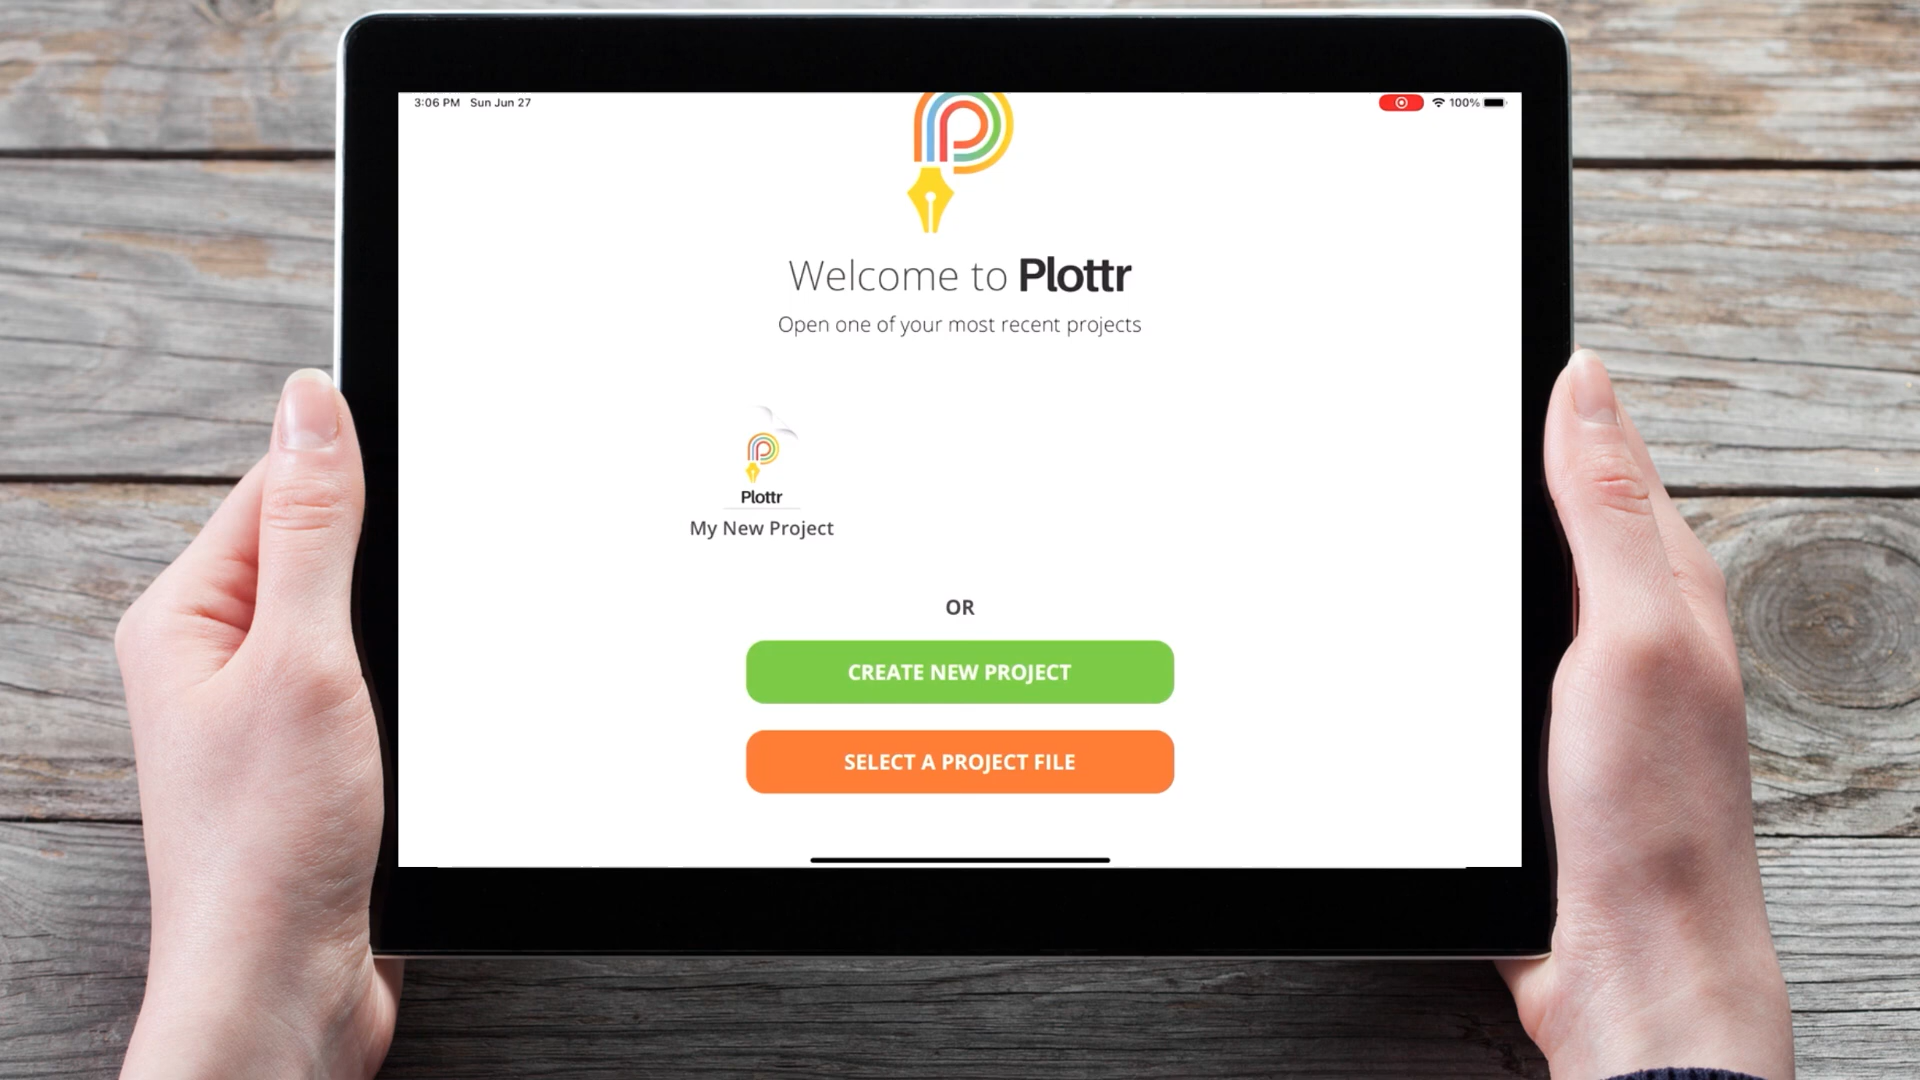 3:06 PM Sun Jun 27
100%
Welcome to Plottr
Open one of your most recent projects
Plottr
My New Project
OR
CREATE NEW PROJECT
SELECT A PROJECT FILE